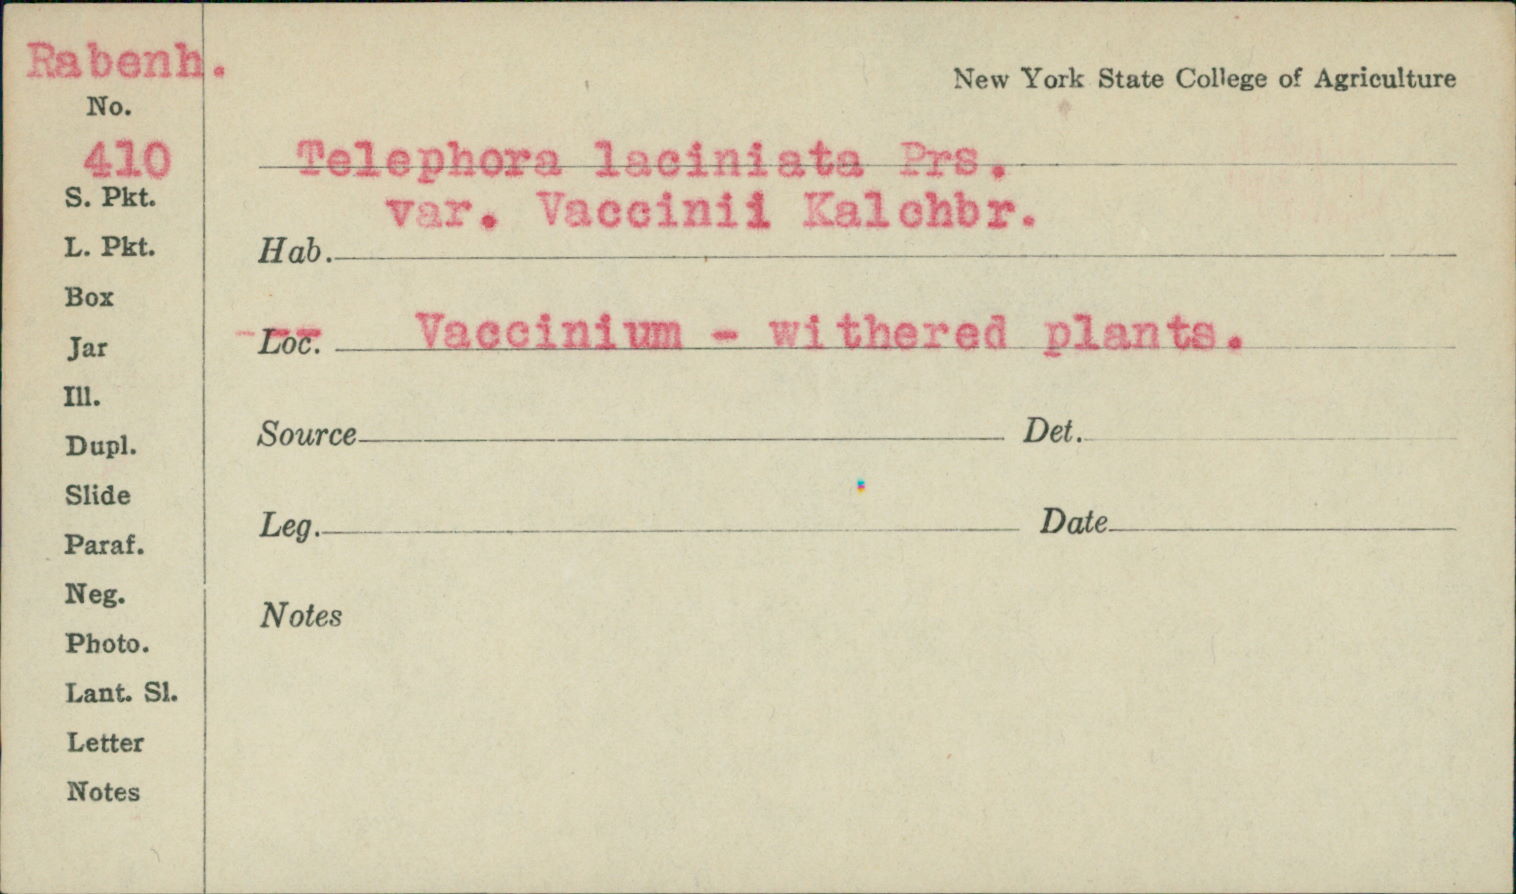 Rabenh.
New York State College of Agriculture
No.
410
Telephora laciniata Prs.
var. Vaccinii Kalchbr.
S. Pkt.
L. Pkt.
Hab.
Box
Jar
--- Loc. Vaccinium - withered plants.
Ill.
Dupl.
Source Det.
Slide
Leg. Date
Paraf.
Neg.
Notes
Photo.
Lant. Sl.
Letter
Notes